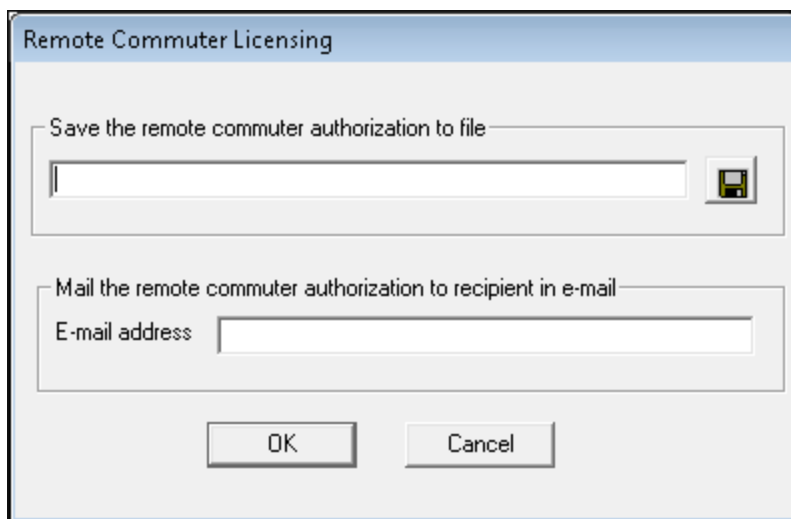 Remote Commuter Licensing
Save the remote commuter authorization to file
Mail the remote commuter authorization to recipient in e-mail
E-mail address
OK
Cancel